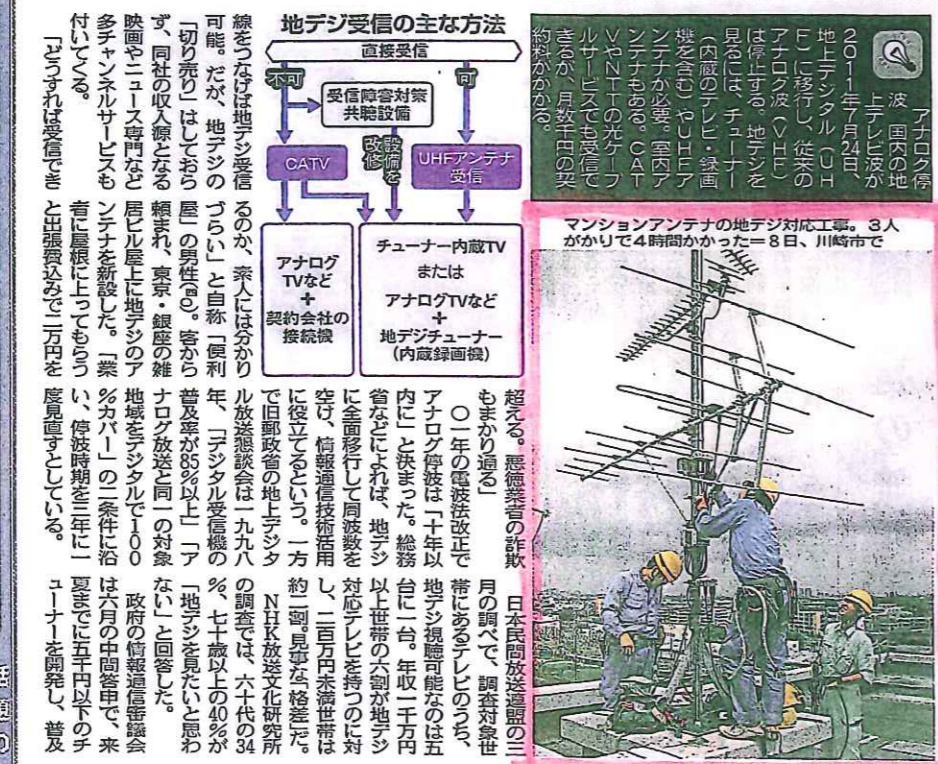 アナログ停
波　国内の地
上テレビ波が
2011年7月24日、
地上デジタル（UH
F）に移行し、従来の
アナログ波（VHF）
は停止する。地デジを
見るには、チューナー
（内蔵のテレビ・録画
機を含む）やUHFア
ンテナが必要。室内ア
ンテナもある。CAT
VやNTTの光ケーブ
ルサービスでも受信で
きるが、月数千円の契
約料がかかる。
地デジ受信の主な方法
直接受信
不可
可
受信障害対策
共聴設備
設備を
改修
CATV
UHFアンテナ
受信
アナログ
TVなど
＋
契約会社の
接続機
チューナー内蔵TV
または
アナログTVなど
＋
地デジチューナー
(内蔵録画機)
マンションアンテナの地デジ対応工事。3人
がかりで4時間かかった＝8日、川崎市で
線をつなげば地デジ受信
可能。だが、地デジの
「切り売り」はしておら
ず、同社の収入源となる
映画やニュース専門など
多チャンネルサービスも
付いてくる。
「どうすれば受信でき
るのか、素人には分かり
づらい」と自称「便利
屋」の男性(60)。客から
頼まれ、東京・銀座の雑
居ビル屋上に地デジのア
ンテナを新設した。「業
者に屋根に上ってもらう
と出張費込みで二万円を
超える。悪徳業者の詐欺
もまかり通る」
〇一年の電波法改正で
アナログ停波は「十年以
内に」と決まった。総務
省などによれば、地デジ
に全面移行して周波数を
空け、情報通信技術活用
に役立てるという。一方
で旧郵政省の地上デジタ
ル放送懇談会は一九九八
年、「デジタル受信機の
普及率が85％以上」「ア
ナログ放送と同一の対象
地域をデジタルで100
％カバー」の二条件に沿
い、停波時期を三年に一
度見直すとしている。
日本民間放送連盟の三
月の調べで、調査対象世
帯にあるテレビのうち、
地デジ視聴可能なのは五
台に一台。年収一千万円
以上世帯の六割が地デジ
対応テレビを持つのに対
し、二百万円未満世帯は
約二割。見事な〝格差〟だ。
NHK放送文化研究所
の調査では、六十代の34
％、七十歳以上の40％が
「地デジを見たいと思わ
ない」と回答した。
政府の情報通信審議会
は六月の中間答申で、来
夏までに五千円以下のチ
ューナーを開発し、普及